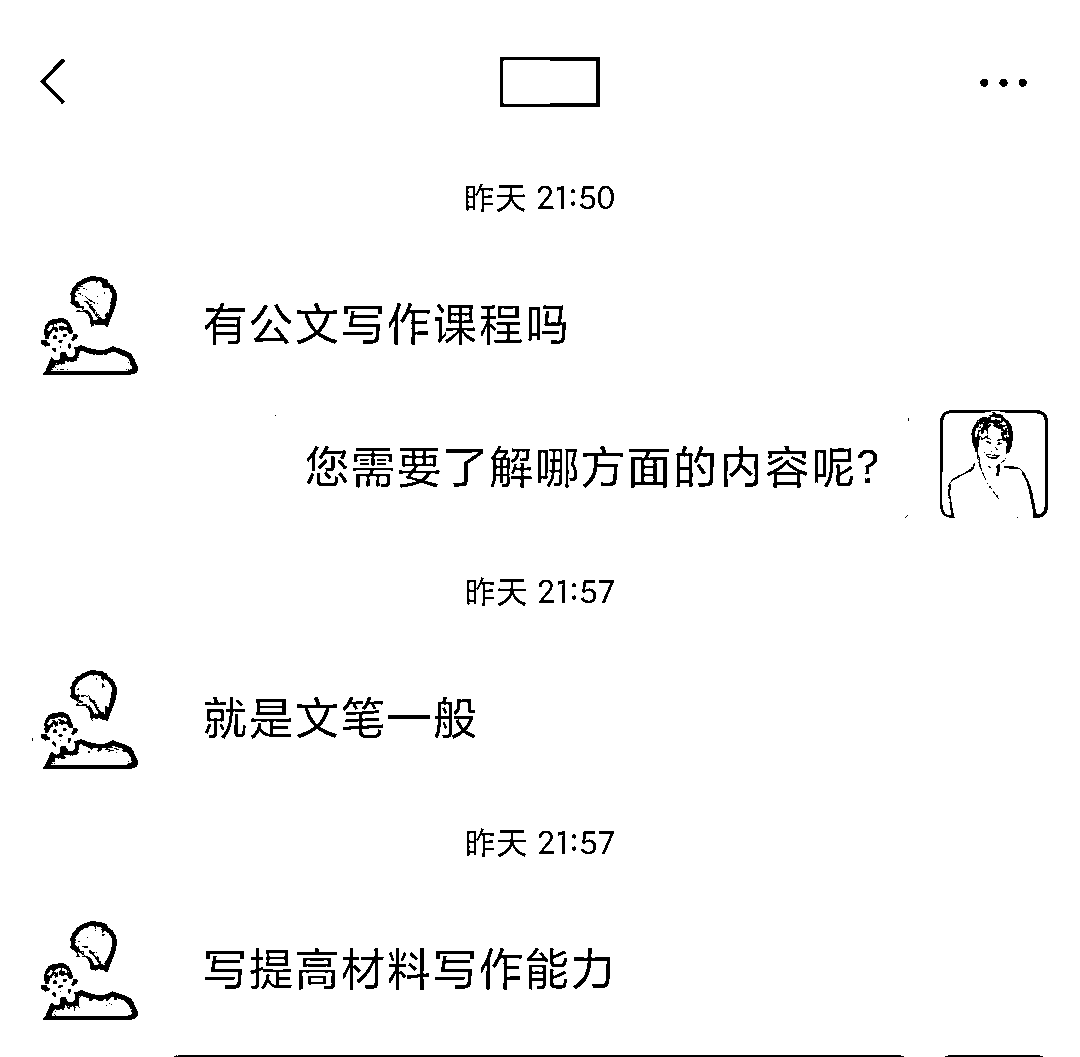 昨天 21:50
有公文写作课程吗
您需要了解哪方面的内容呢?
昨天 21:57
就是文笔一般
昨天 21:57
写提高材料写作能力